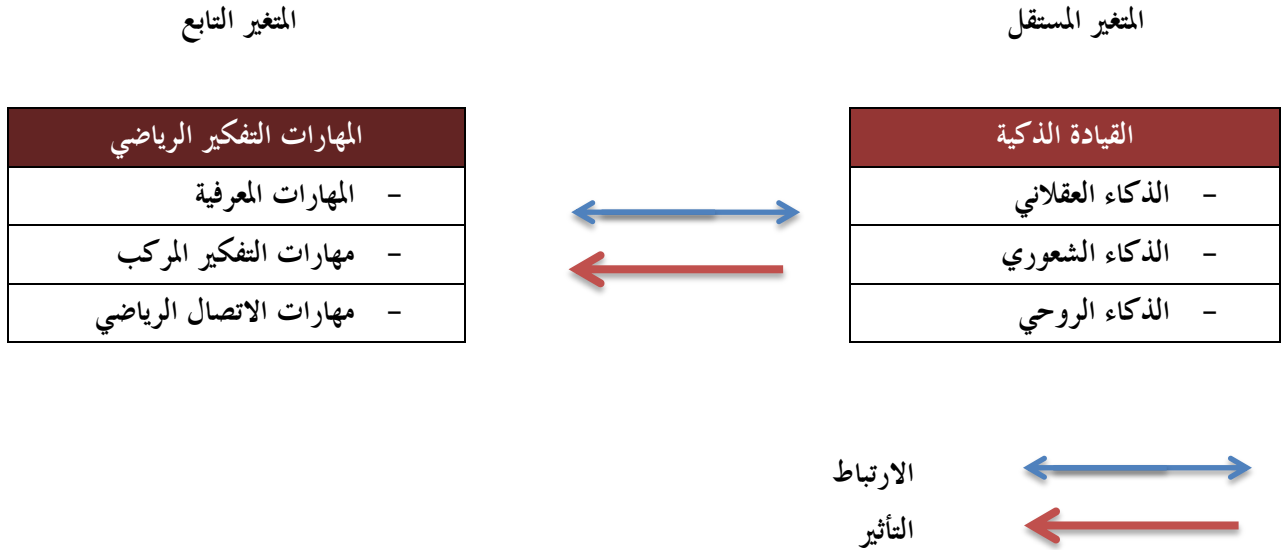 المتغير المستقل
المتغير التابع
القيادة الذكية
- الذكاء العقلاني
- الذكاء الشعوري
- الذكاء الروحي
المهارات التفكير الرياضي
- المهارات المعرفية
- مهارات التفكير المركب
- مهارات الاتصال الرياضي
الارتباط
التأثير